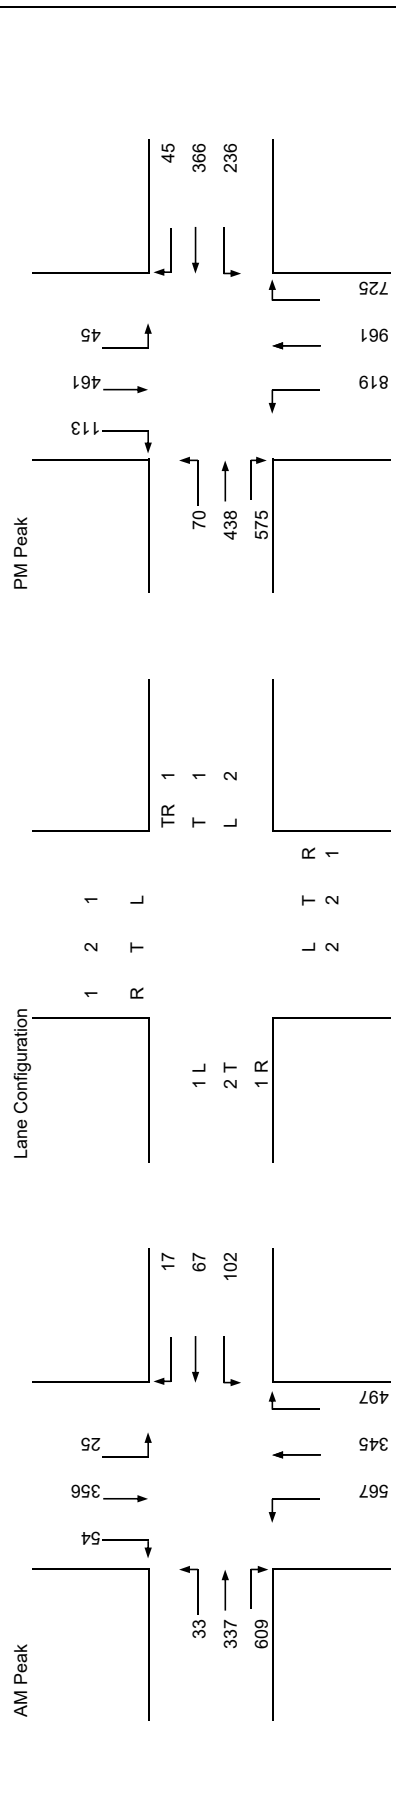 AM Peak
54
356
25
17
67
102
33
337
609
567
345
497
Lane Configuration
1 2 1
R T L
TR 1
T 1
L 2
1 L
2 T
1 R
L T R
2 2 1
PM Peak
113
461
45
45
366
236
70
438
575
618
961
725